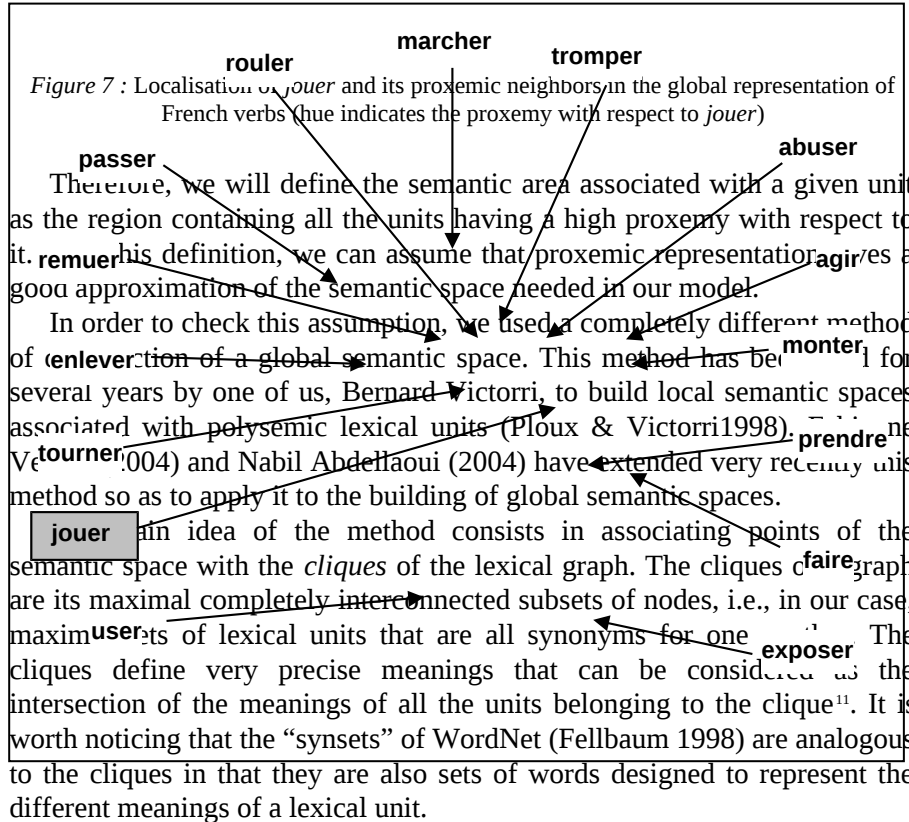 marcher
rouler
tromper
Figure 7 : Localisation of jouer and its proxemic neighbors in the global representation of
French verbs (hue indicates the proxemy with respect to jouer)
passer
abuser
Therefore, we will define the semantic area associated with a given unit
as the region containing all the units having a high proxemy with respect to
it. his definition, we can assume that proxemic representation ves a
remuer
agir
good approximation of the semantic space needed in our model.
In order to check this assumption, we used a completely different method
of ction of a global semantic space. This method has bee for
enlever
monter
several years by one of us, Bernard Victorri, to build local semantic spaces
associated with polysemic lexical units (Ploux & Victorri1998).
tourner
prendre
2004) and Nabil Abdellaoui (2004) have extended very recently this
method so as to apply it to the building of global semantic spaces.
jouer
ain idea of the method consists in associating points of the
semantic space with the cliques of the lexical graph. The cliques of graph
faire
are its maximal completely interconnected subsets of nodes, i.e., in our case,
maxim ets of lexical units that are all synonyms for one The
user
exposer
cliques define very precise meanings that can be considered as the
intersection of the meanings of all the units belonging to the clique11. It is
worth noticing that the “synsets” of WordNet (Fellbaum 1998) are analogous
to the cliques in that they are also sets of words designed to represent the
different meanings of a lexical unit.